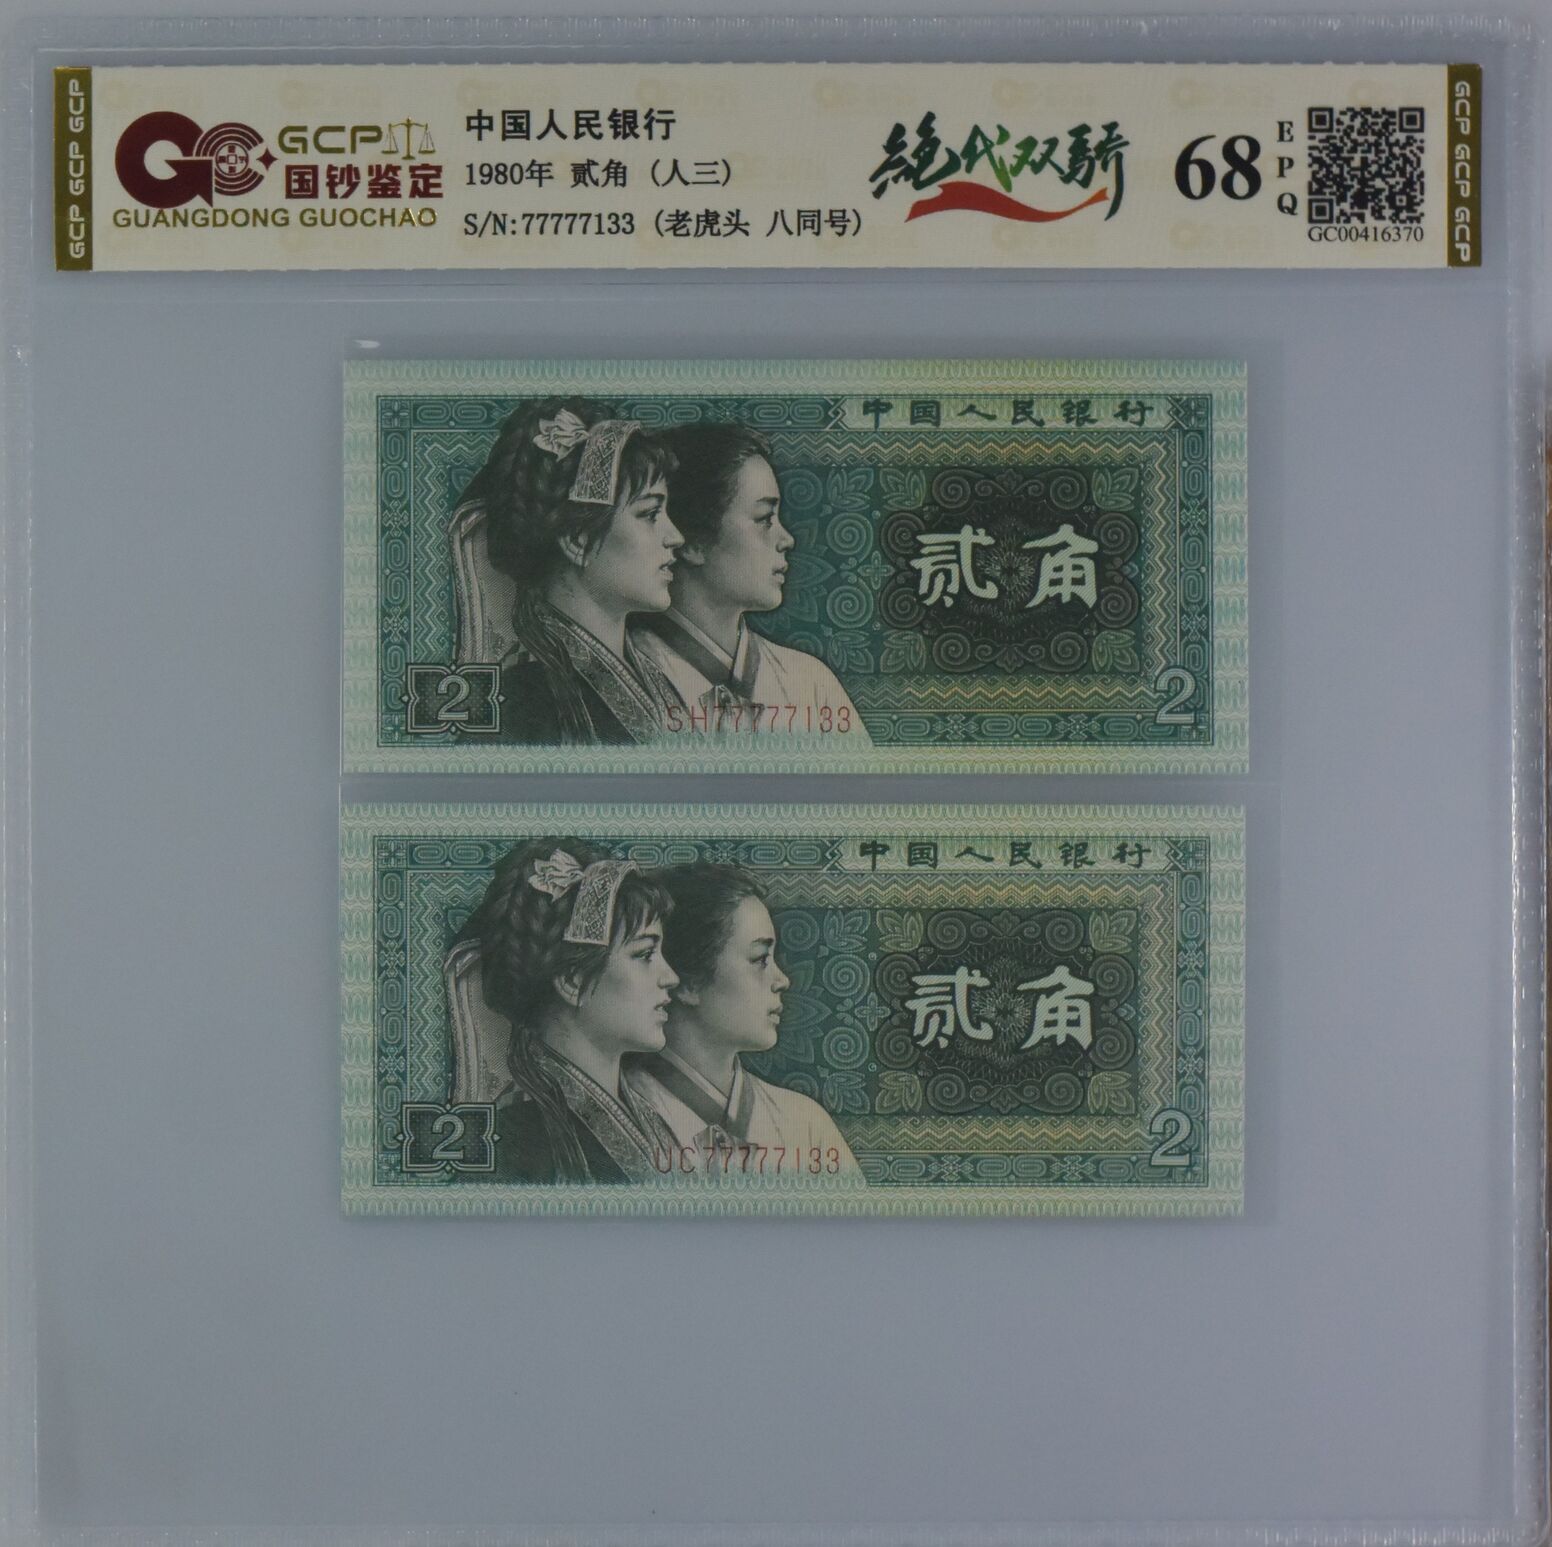 GCP GCP GCP
GCP
国钞鉴定
GUANGDONG GUOCHAO
中国人民银行
1980年 贰角 (人三)
S/N:77777133 (老虎头 八同号)
絕代双骄
68
EPQ
GC00416370
GCP GCP GCP
中国人民银行
贰角
2
2
SH77777133
中国人民银行
贰角
2
2
UC77777133